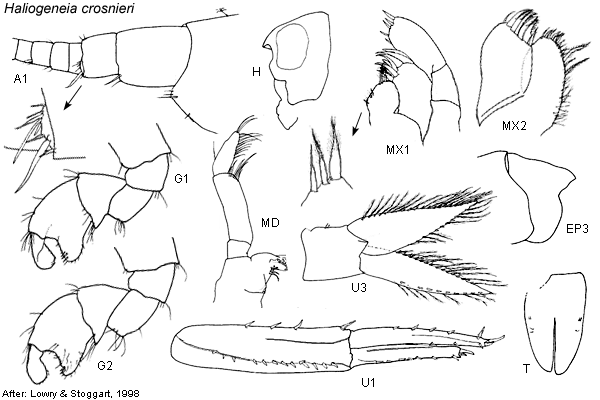 Haliogeneia crosnieri
A1
H
MX1
MX2
G1
MD
EP3
U3
G2
U1
T
After: Lowry & Stoggart, 1998